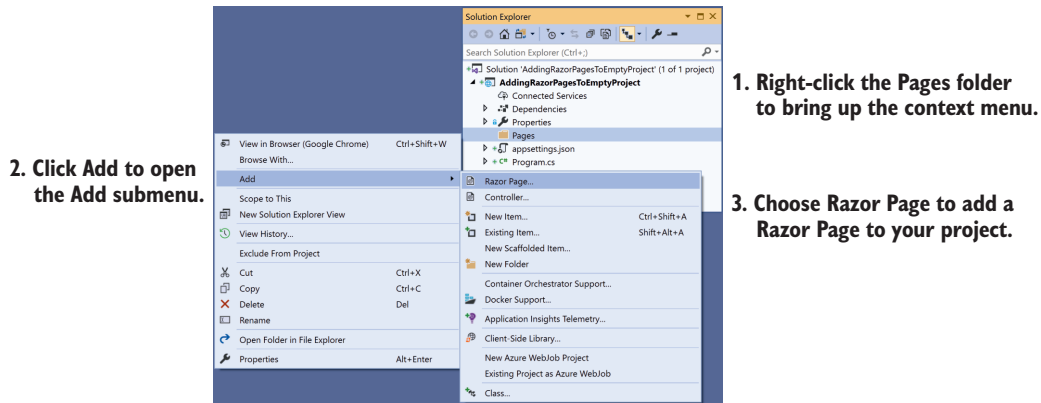 Solution Explorer
Search Solution Explorer (Ctrl+;)
Solution 'AddingRazorPagesToEmptyProject' (1 of 1 project)
AddingRazorPagesToEmptyProject
Connected Services
Dependencies
Properties
Pages
appsettings.json
C# Program.cs
1. Right-click the Pages folder
to bring up the context menu.
2. Click Add to open
the Add submenu.
View in Browser (Google Chrome) Ctrl+Shift+W
Browse With...
Add
Scope to This
New Solution Explorer View
View History...
Exclude From Project
Cut Ctrl+X
Copy Ctrl+C
Delete Del
Rename
Open Folder in File Explorer
Properties Alt+Enter
Razor Page...
Controller...
New Item... Ctrl+Shift+A
Existing Item... Shift+Alt+A
New Scaffolded Item...
New Folder
Container Orchestrator Support...
Docker Support...
Application Insights Telemetry...
Client-Side Library...
New Azure WebJob Project
Existing Project as Azure WebJob
Class...
3. Choose Razor Page to add a
Razor Page to your project.